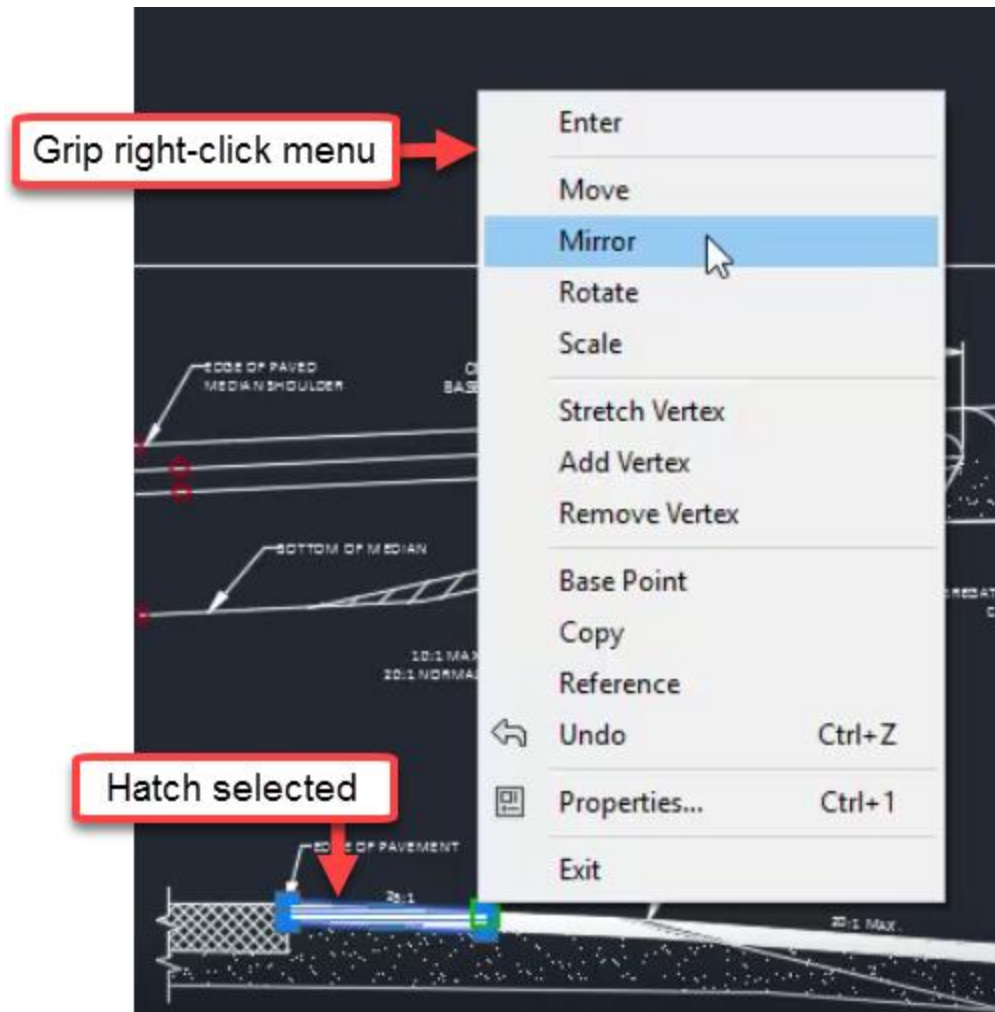 Grip right-click menu
Enter
Move
Mirror
Rotate
Scale
EDGE OF PAVED
MEDIAN SHOULDER
Stretch Vertex
Add Vertex
Remove Vertex
BOTTOM OF MEDIAN
Base Point
Copy
Reference
10:1 MAX
20:1 NORMAL
Undo Ctrl+Z
Properties... Ctrl+1
Exit
Hatch selected
EDGE OF PAVEMENT
20:1 MAX.